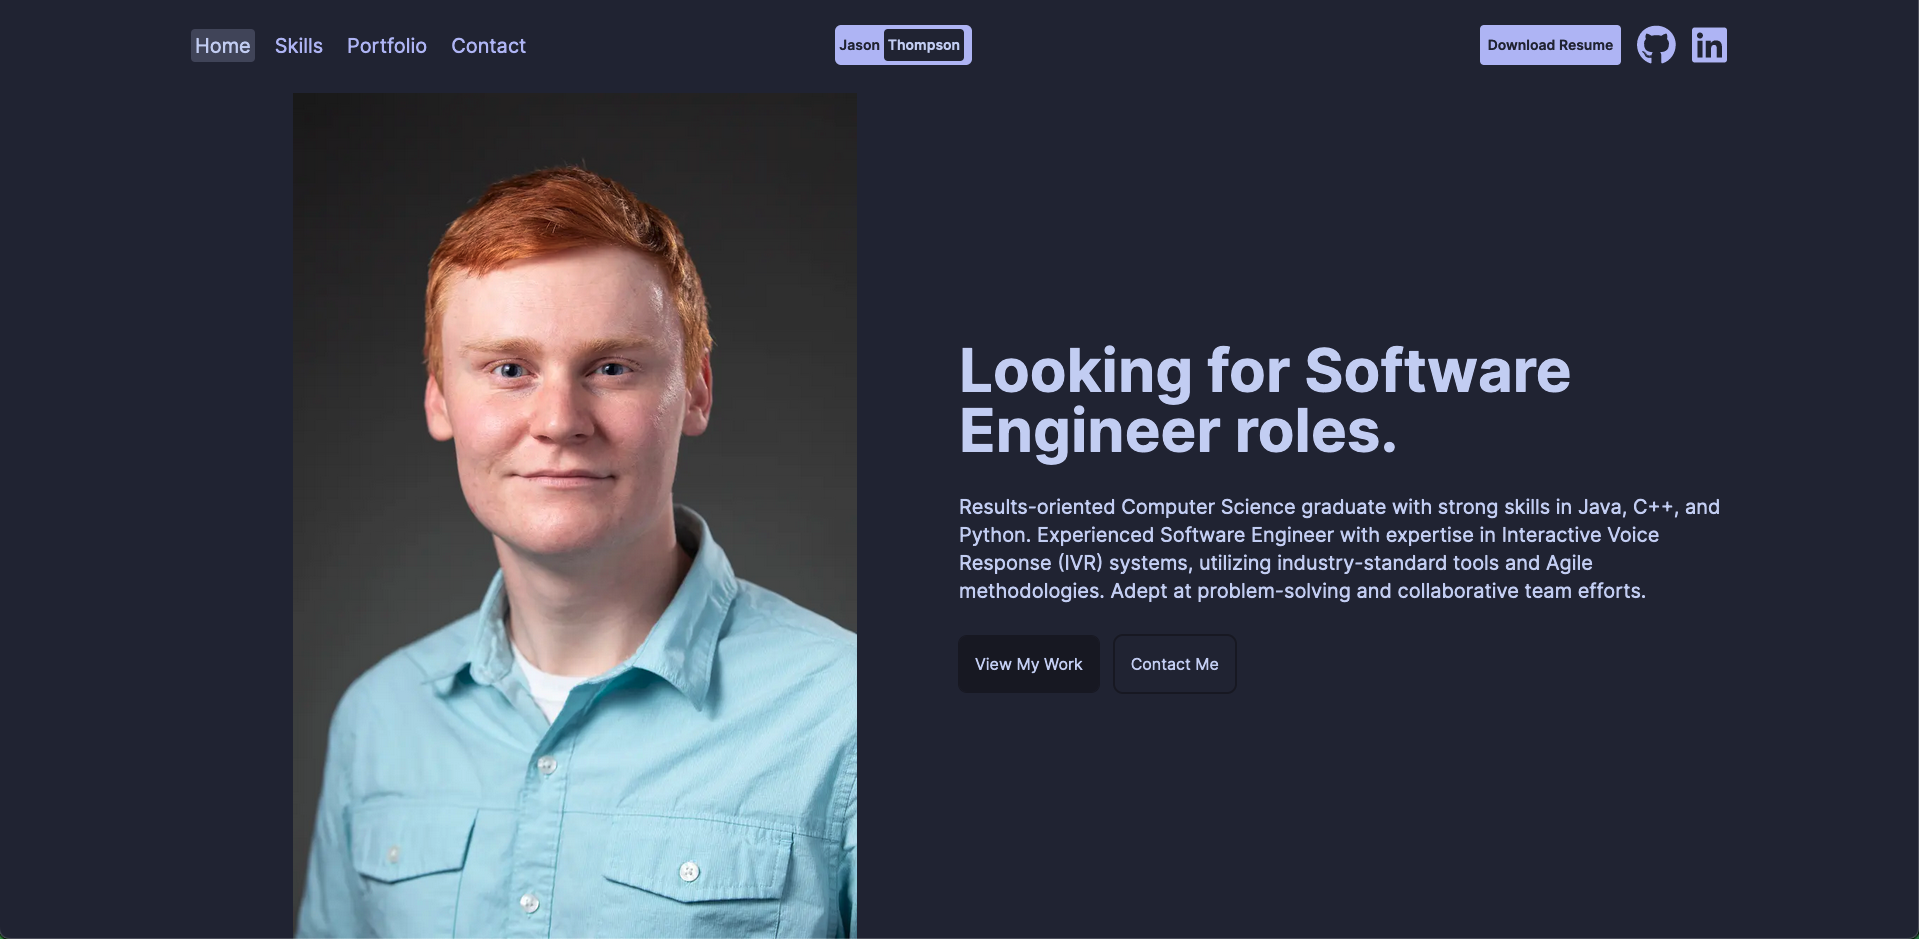 Home Skills Portfolio Contact
Jason Thompson
Download Resume
in
Looking for Software
Engineer roles.
Results-oriented Computer Science graduate with strong skills in Java, C++, and
Python. Experienced Software Engineer with expertise in Interactive Voice
Response (IVR) systems, utilizing industry-standard tools and Agile
methodologies. Adept at problem-solving and collaborative team efforts.
View My Work
Contact Me